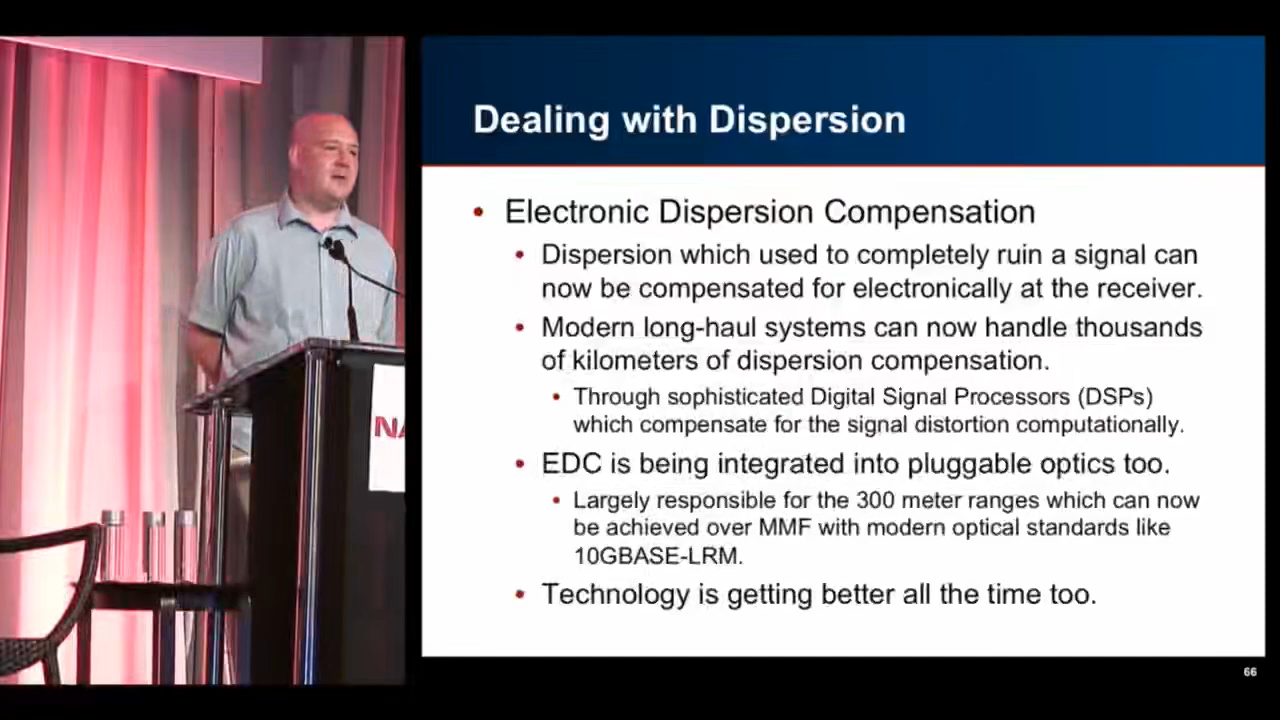 Dealing with Dispersion
• Electronic Dispersion Compensation
• Dispersion which used to completely ruin a signal can
now be compensated for electronically at the receiver.
• Modern long-haul systems can now handle thousands
of kilometers of dispersion compensation.
• Through sophisticated Digital Signal Processors (DSPs)
which compensate for the signal distortion computationally.
• EDC is being integrated into pluggable optics too.
• Largely responsible for the 300 meter ranges which can now
be achieved over MMF with modern optical standards like
10GBASE-LRM.
• Technology is getting better all the time too.
66
NA